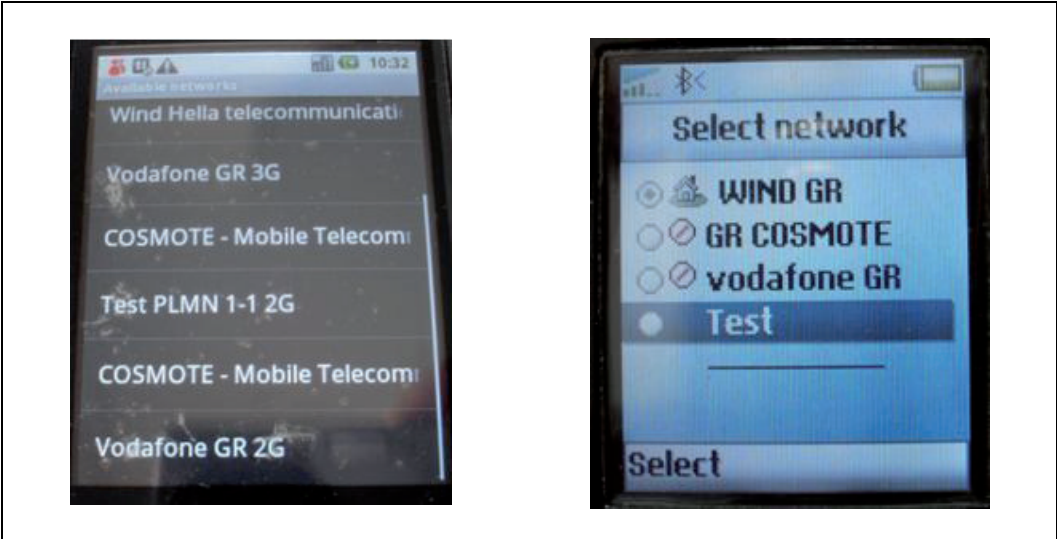 10:32
Available networks
Wind Hella telecommunicati
Vodafone GR 3G
COSMOTE - Mobile Telecom
Test PLMN 1-1 2G
COSMOTE - Mobile Telecom
Vodafone GR 2G
Select network
WIND GR
GR COSMOTE
vodafone GR
Test
Select